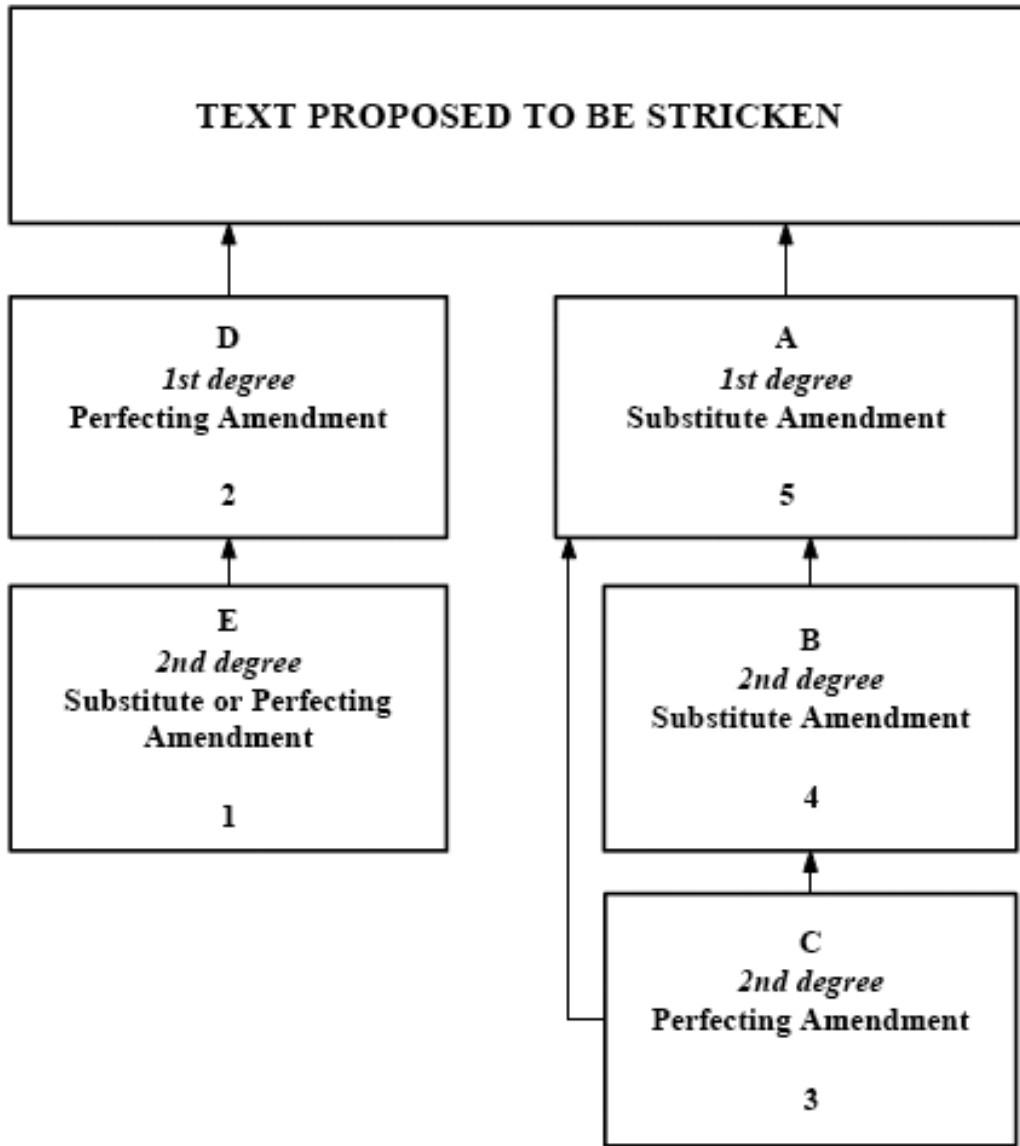 TEXT PROPOSED TO BE STRICKEN
D
1st degree
Perfecting Amendment
2
A
1st degree
Substitute Amendment
5
E
2nd degree
Substitute or Perfecting
Amendment
1
B
2nd degree
Substitute Amendment
4
C
2nd degree
Perfecting Amendment
3